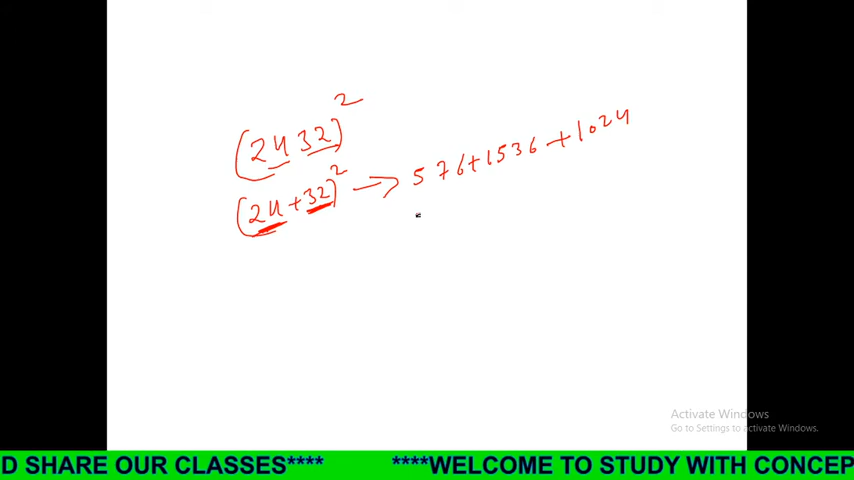 (2432)²
(24+32)² → 576+1536+1024
Activate Windows
Go to Settings to Activate Windows.
D SHARE OUR CLASSES**** ****WELCOME TO STUDY WITH CONCEP